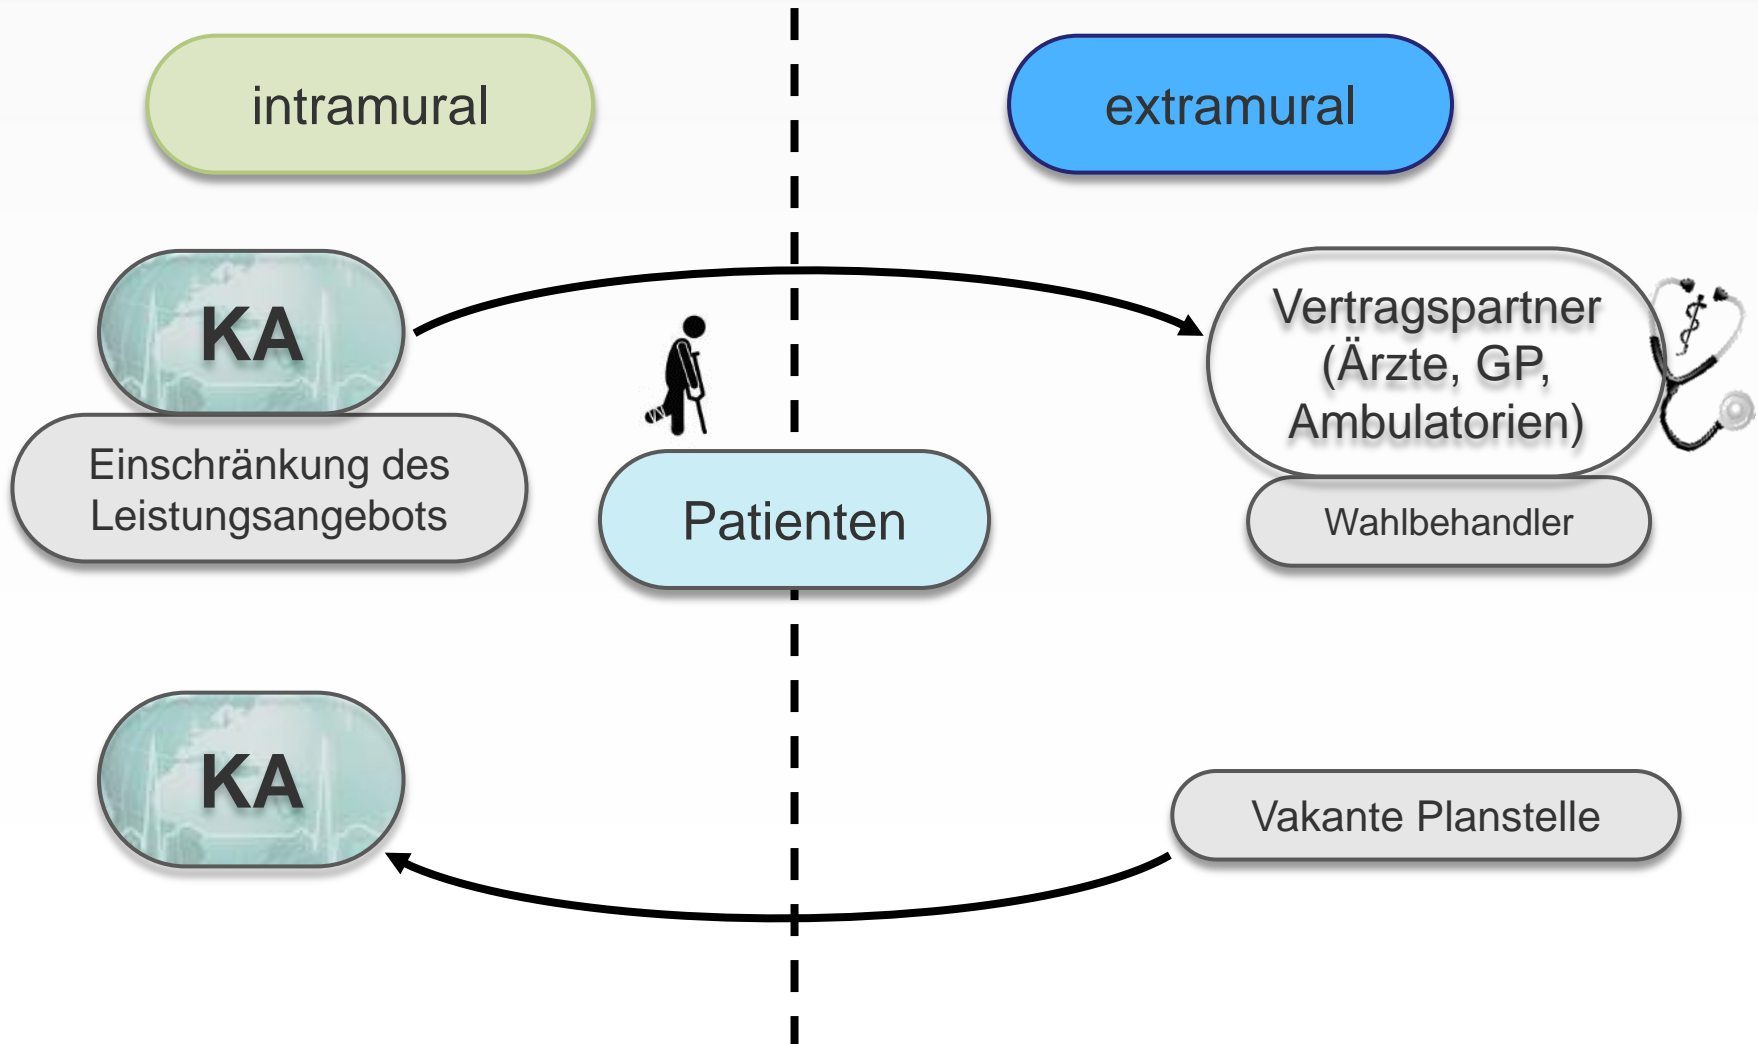 intramural
extramural
KA
Einschränkung des
Leistungsangebots
Patienten
Vertragspartner
(Ärzte, GP,
Ambulatorien)
Wahlbehandler
KA
Vakante Planstelle